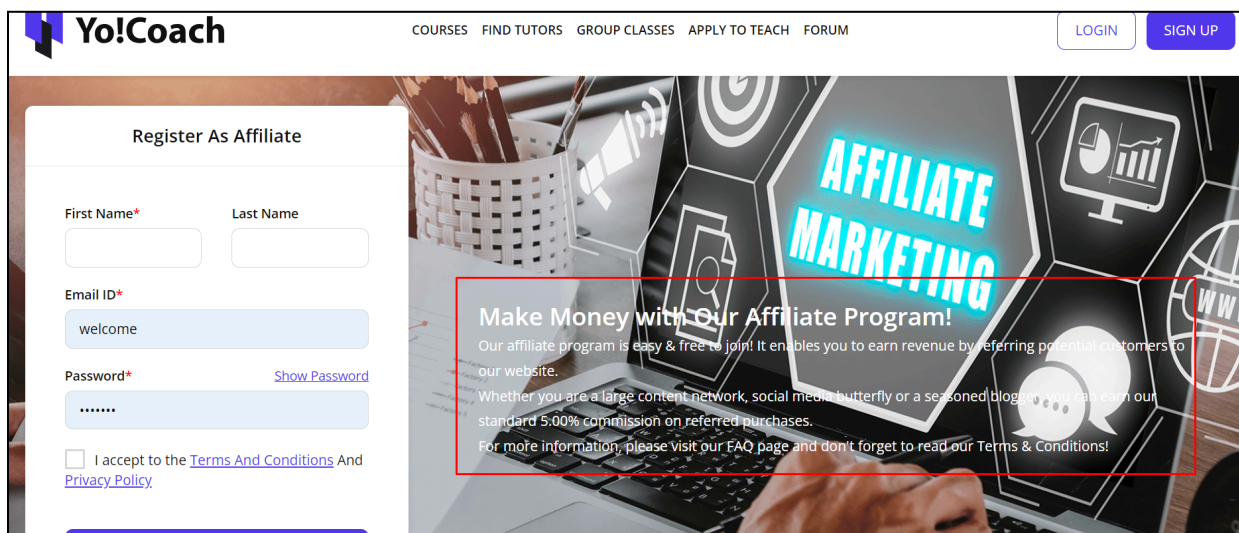 Yo!Coach
COURSES FIND TUTORS GROUP CLASSES APPLY TO TEACH FORUM
LOGIN
SIGN UP
Register As Affiliate
First Name*
Last Name
Email ID*
welcome
Password*
Show Password
•••••••
I accept to the Terms And Conditions And
Privacy Policy
AFFILIATE
MARKETING
WWW
Make Money with Our Affiliate Program!
Our affiliate program is easy & free to join! It enables you to earn revenue by referring potential customers to
our website.
Whether you are a large content network, social media butterfly or a seasoned blogger, you can earn our
standard 5.00% commission on referred purchases.
For more information, please visit our FAQ page and don't forget to read our Terms & Conditions!